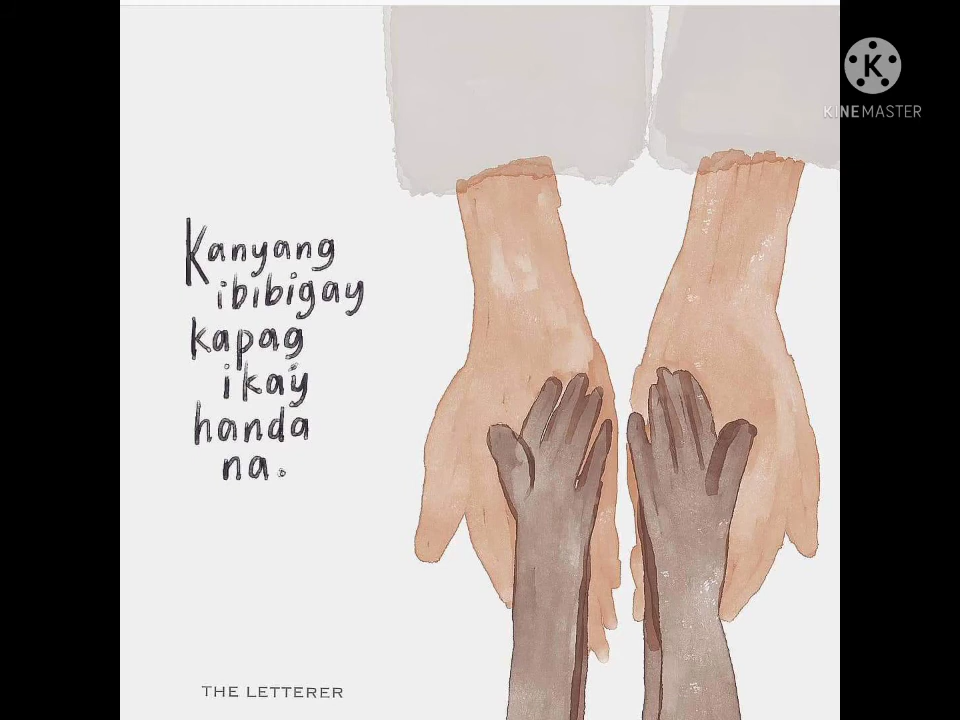 Kanyang
ibibigay
kapag
ikay
handa
na.
THE LETTERER
K
KINEMASTER